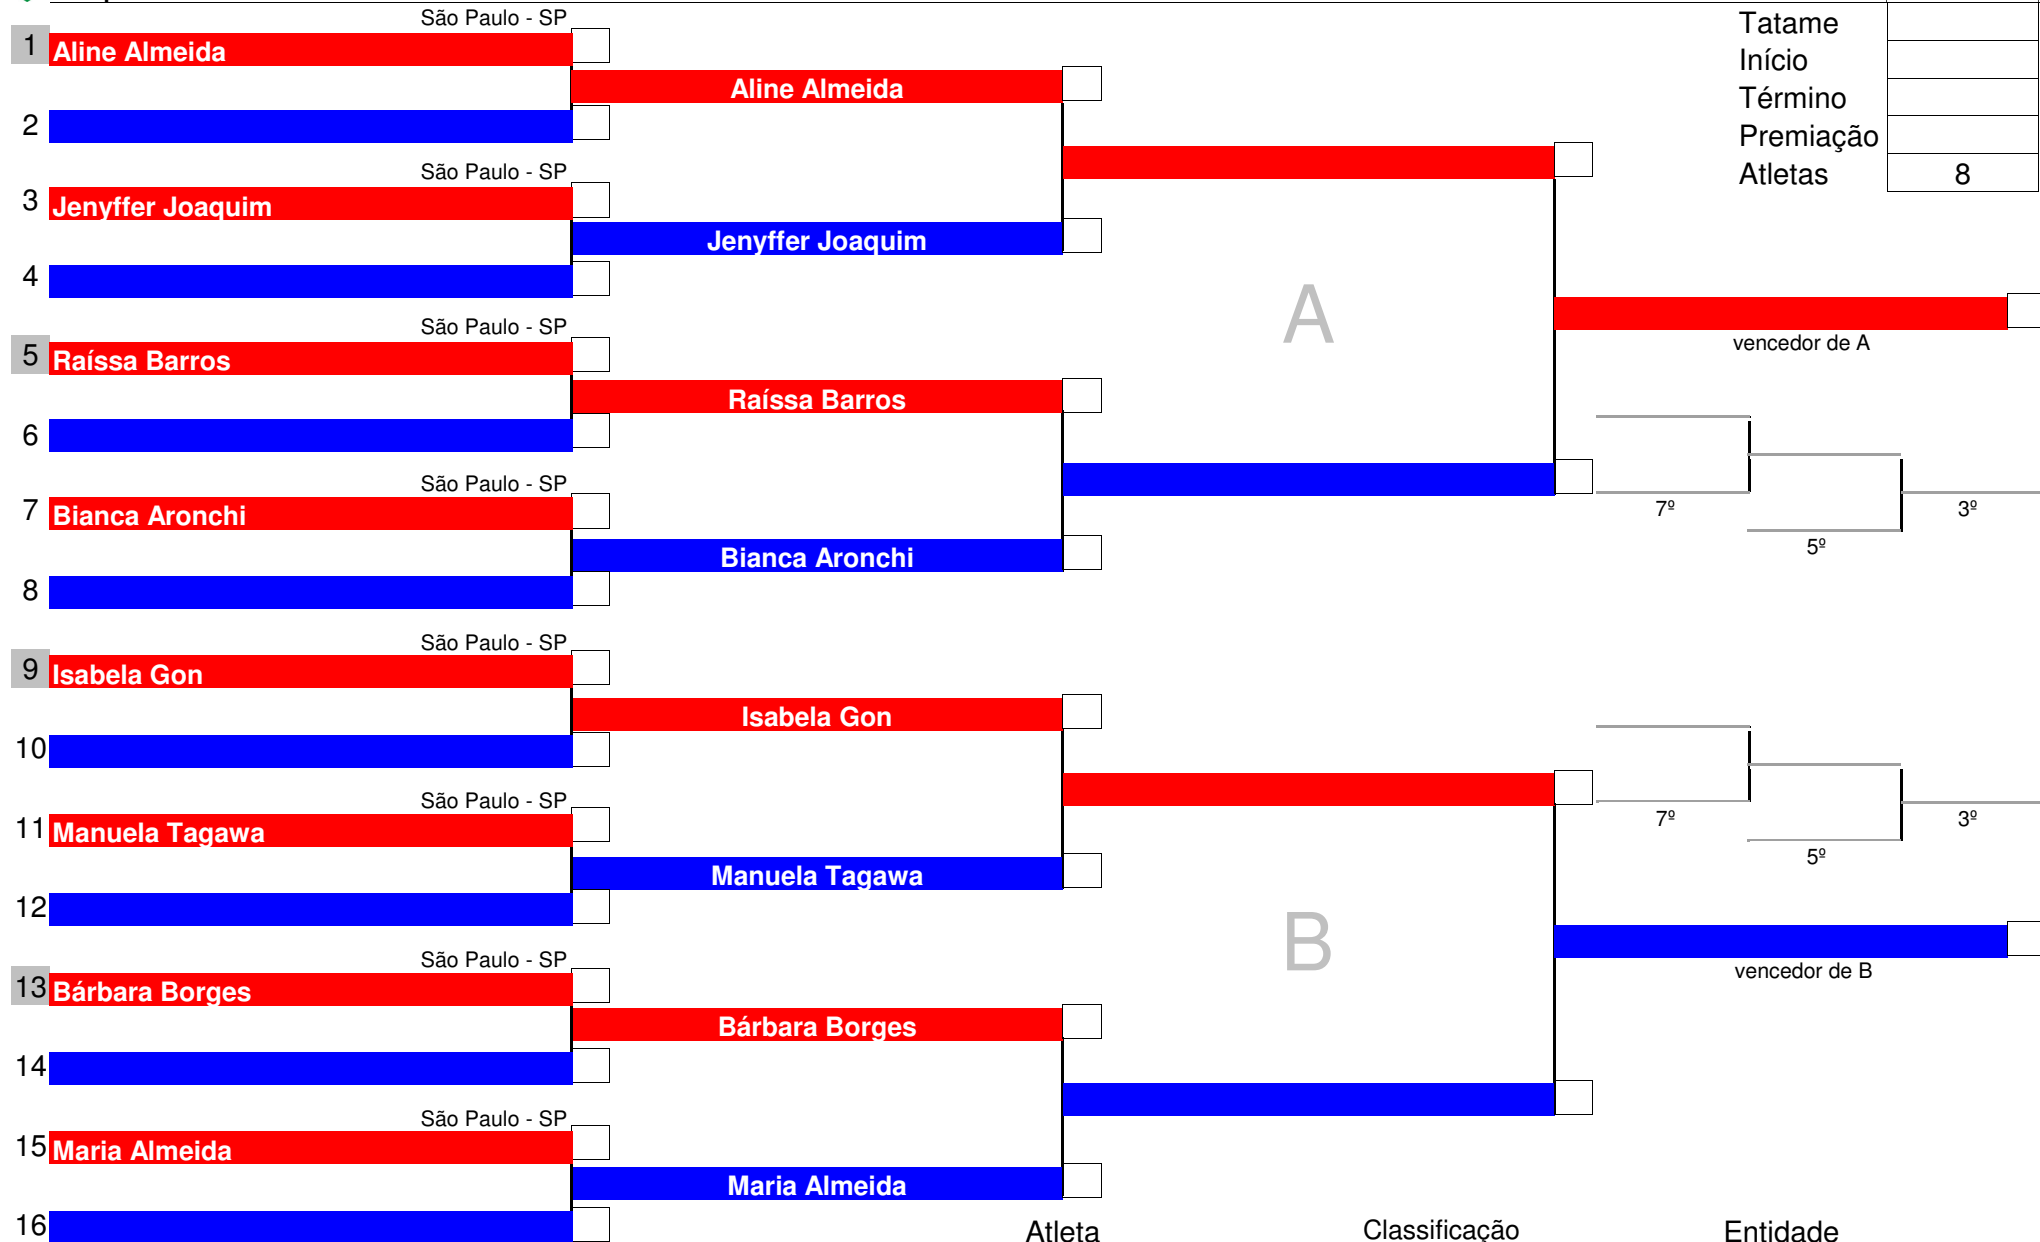 São Paulo - SP
1 Aline Almeida
Aline Almeida
2
São Paulo - SP
3 Jenyffer Joaquim
Jenyffer Joaquim
4
São Paulo - SP
5 Raíssa Barros
Raíssa Barros
6
São Paulo - SP
7 Bianca Aronchi
Bianca Aronchi
8
São Paulo - SP
9 Isabela Gon
Isabela Gon
10
São Paulo - SP
11 Manuela Tagawa
Manuela Tagawa
12
São Paulo - SP
13 Bárbara Borges
Bárbara Borges
14
São Paulo - SP
15 Maria Almeida
Maria Almeida
16
A
B
Tatame
Início
Término
Premiação
Atletas 8
vencedor de A
7º 3º
5º
7º 3º
5º
vencedor de B
Atleta Classificação Entidade